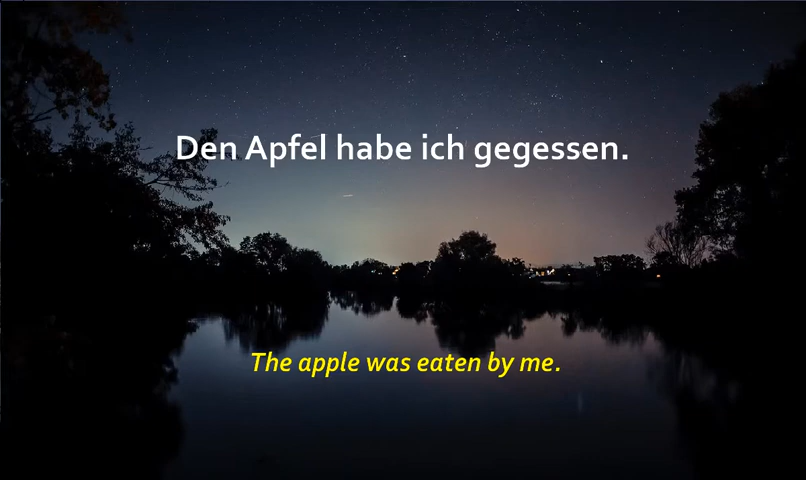 Den Apfel habe ich gegessen.
The apple was eaten by me.